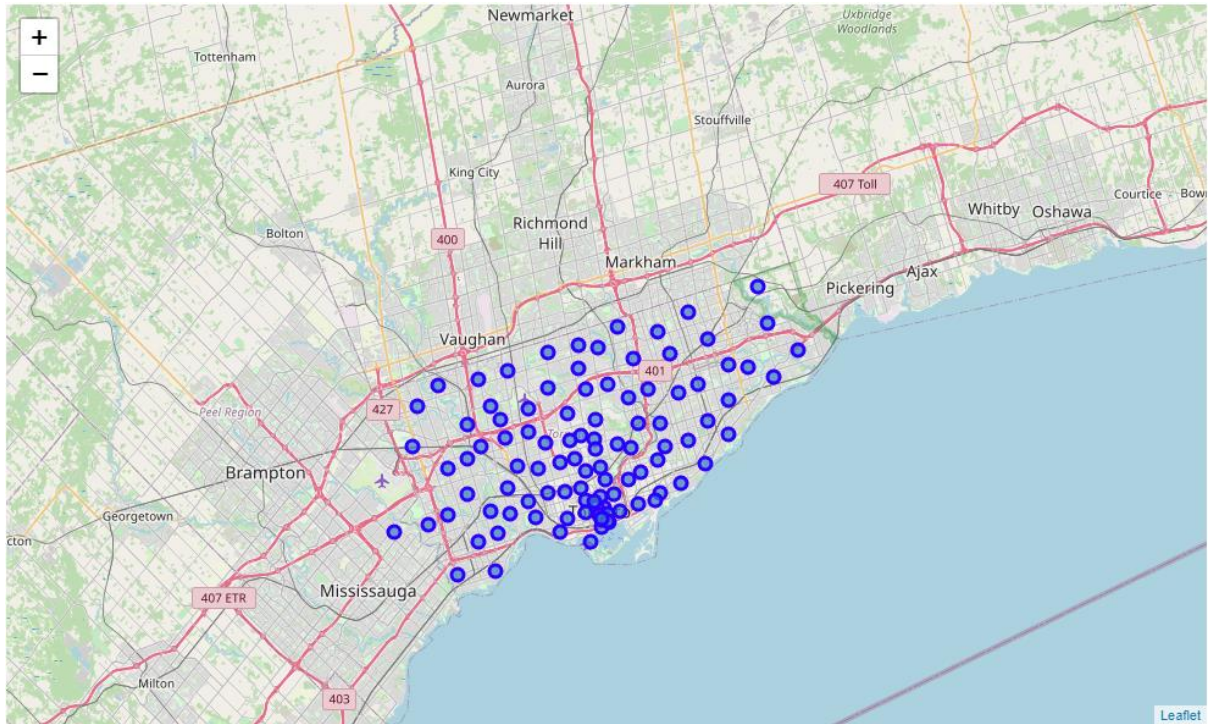 +
−
Newmarket
Uxbridge
Woodlands
Tottenham
Aurora
Stouffville
King City
407 Toll
Courtice
Whitby
Oshawa
Richmond
Hill
Bolton
400
Markham
Ajax
Pickering
Vaughan
401
Peel Region
427
Brampton
Georgetown
Mississauga
407 ETR
Milton
403
Leaflet